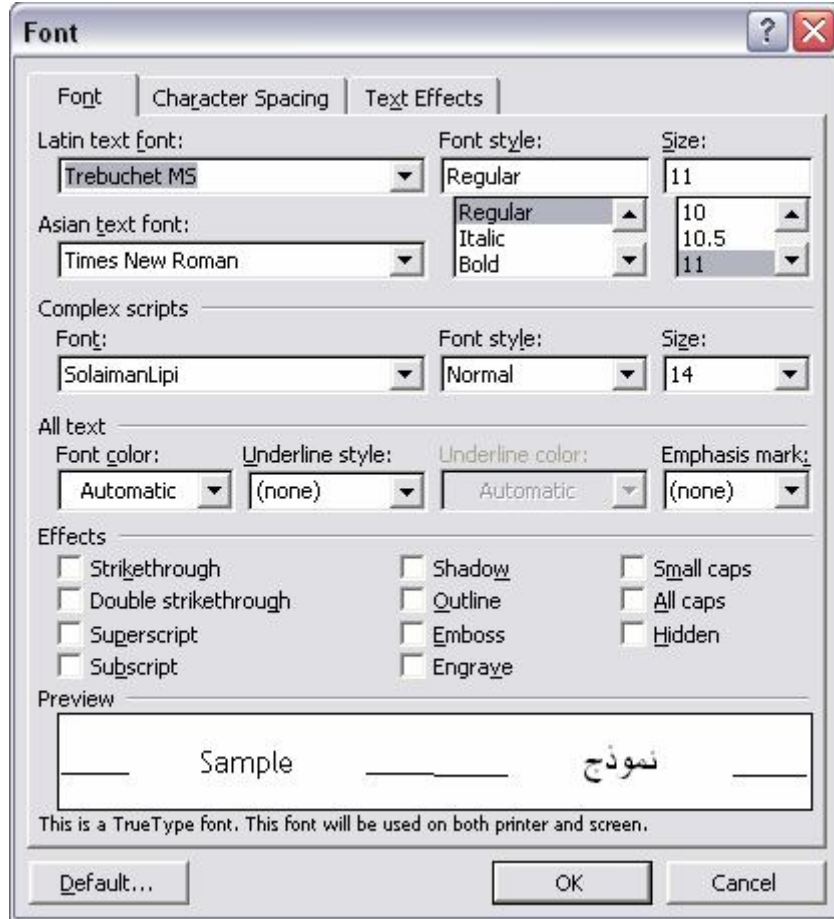 Font
Font Character Spacing Text Effects
Latin text font: Font style: Size:
Trebuchet MS Regular 11
Regular 10
Asian text font: Italic 10.5
Times New Roman Bold 11
Complex scripts
Font: Font style: Size:
SolaimanLipi Normal 14
All text
Font color: Underline style: Underline color: Emphasis mark:
Automatic (none) Automatic (none)
Effects
Strikethrough Shadow Small caps
Double strikethrough Outline All caps
Superscript Emboss Hidden
Subscript Engrave
Preview
Sample نموذج
This is a TrueType font. This font will be used on both printer and screen.
Default... OK Cancel